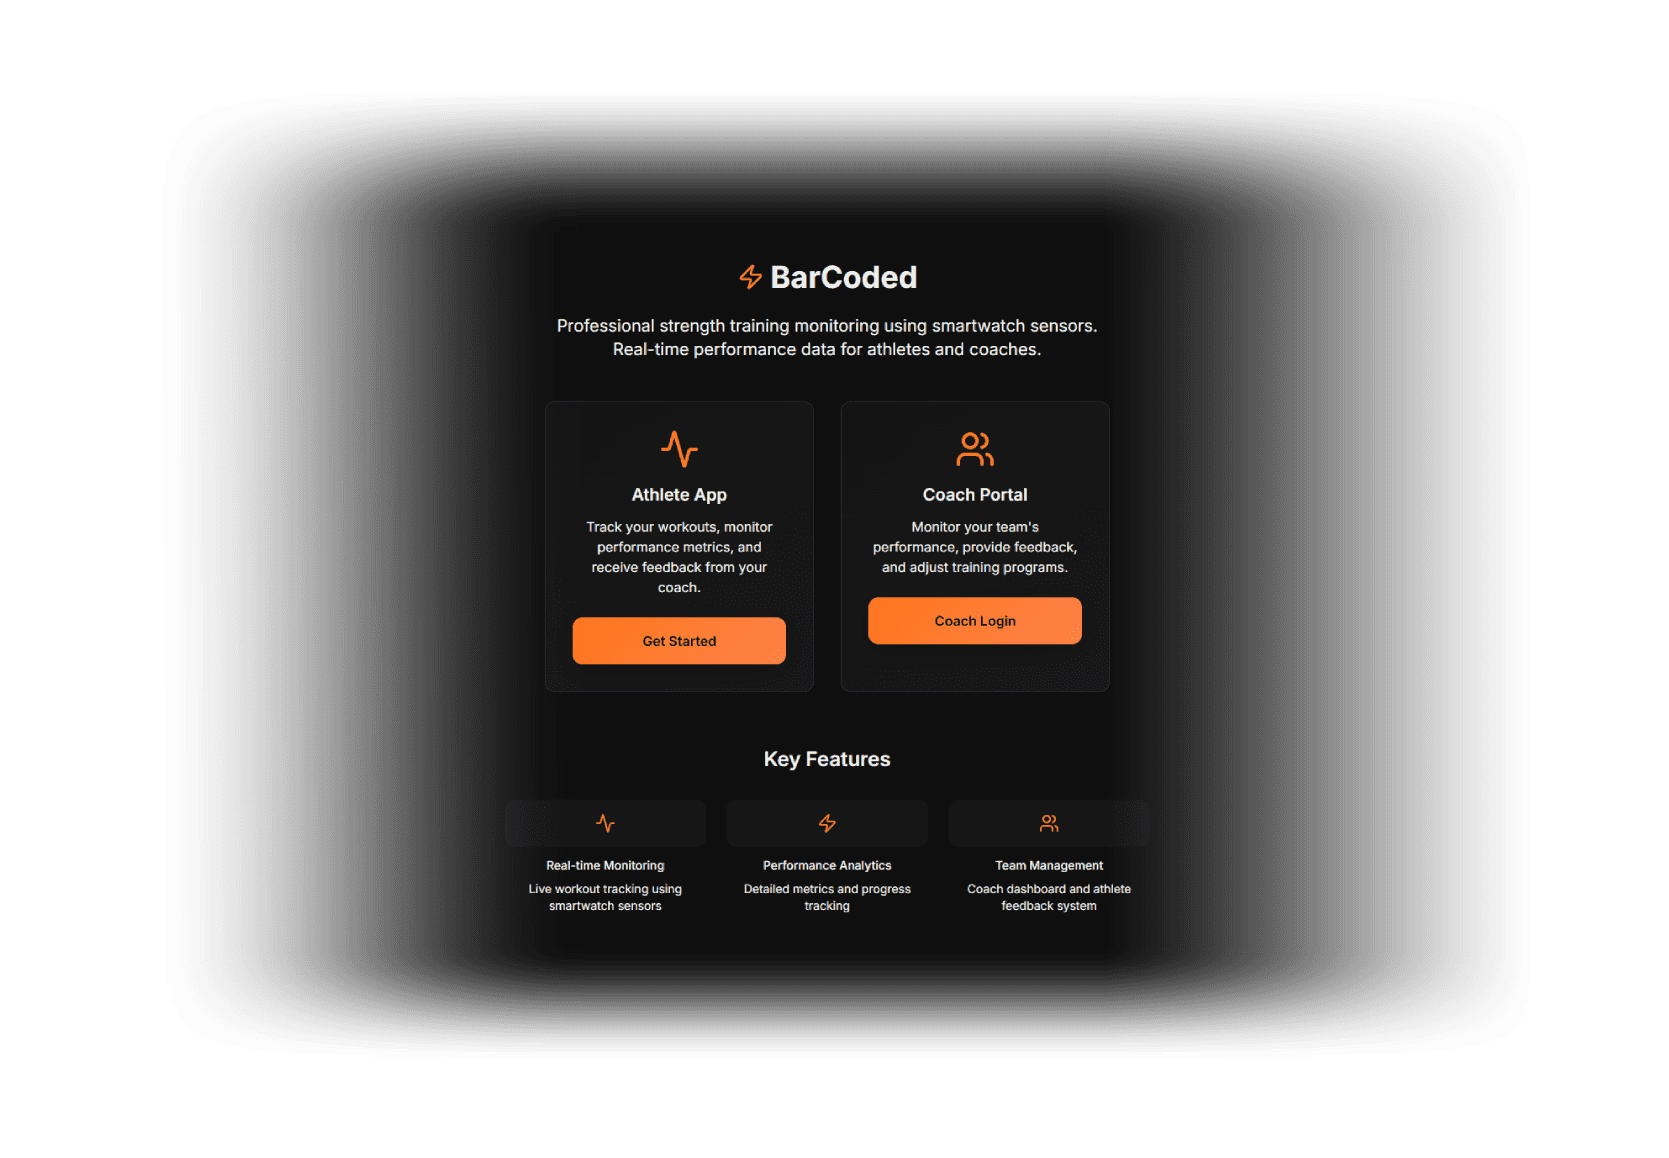 BarCoded
Professional strength training monitoring using smartwatch sensors.
Real-time performance data for athletes and coaches.
Athlete App
Track your workouts, monitor
performance metrics, and
receive feedback from your
coach.
Get Started
Coach Portal
Monitor your team's
performance, provide feedback,
and adjust training programs.
Coach Login
Key Features
Real-time Monitoring
Live workout tracking using
smartwatch sensors
Performance Analytics
Detailed metrics and progress
tracking
Team Management
Coach dashboard and athlete
feedback system